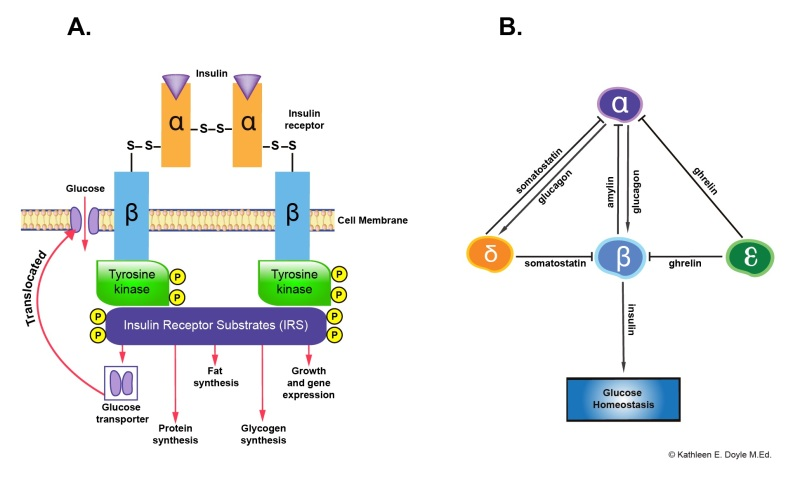 A.
Insulin
α
S
S
α
Insulin
receptor
S
S
S
S
Glucose
β
β
Cell Membrane
Translocated
Tyrosine
kinase
P
P
Tyrosine
kinase
P
P
P
P
Insulin Receptor Substrates (IRS)
P
P
Glucose
transporter
Protein
synthesis
Fat
synthesis
Glycogen
synthesis
Growth
and gene
expression
B.
α
somatostatin
glucagon
amylin
glucagon
ghrelin
δ
somatostatin
β
ghrelin
ε
insulin
Glucose
Homeostasis
© Kathleen E. Doyle M.Ed.